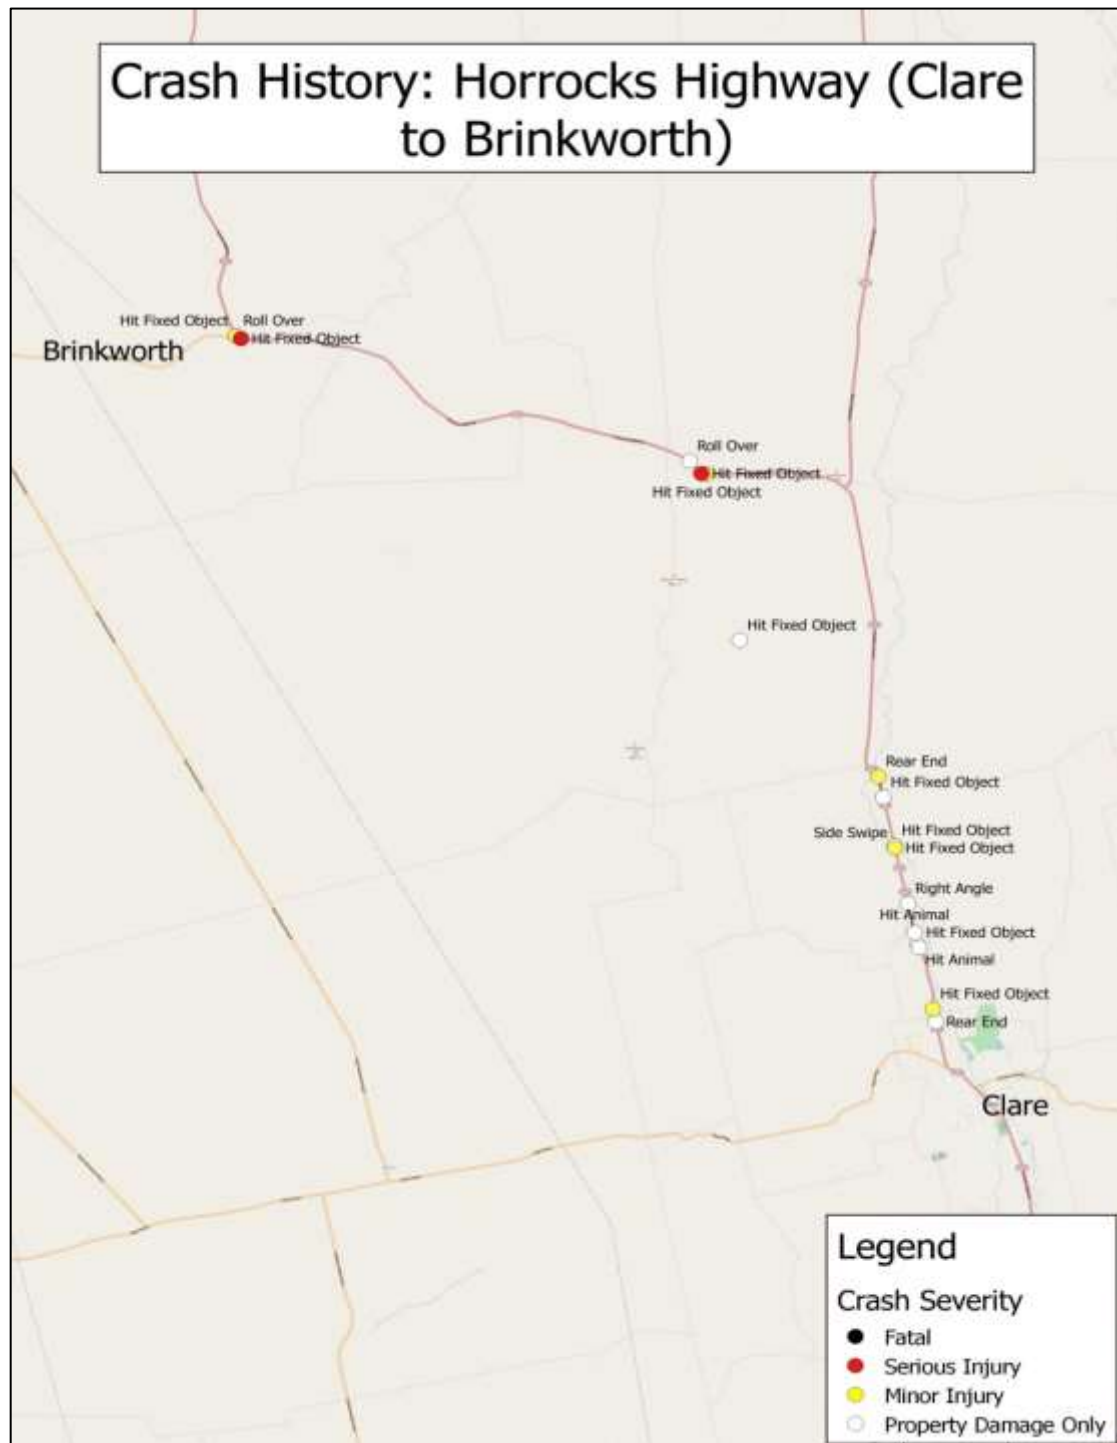 Crash History: Horrocks Highway (Clare
to Brinkworth)
Hit Fixed Object
Roll Over
Hit Fixed Object
Brinkworth
Roll Over
Hit Fixed Object
Hit Fixed Object
Hit Fixed Object
Rear End
Hit Fixed Object
Side Swipe
Hit Fixed Object
Hit Fixed Object
Right Angle
Hit Animal
Hit Fixed Object
Hit Animal
Hit Fixed Object
Rear End
Clare
Legend
Crash Severity
Fatal
Serious Injury
Minor Injury
Property Damage Only